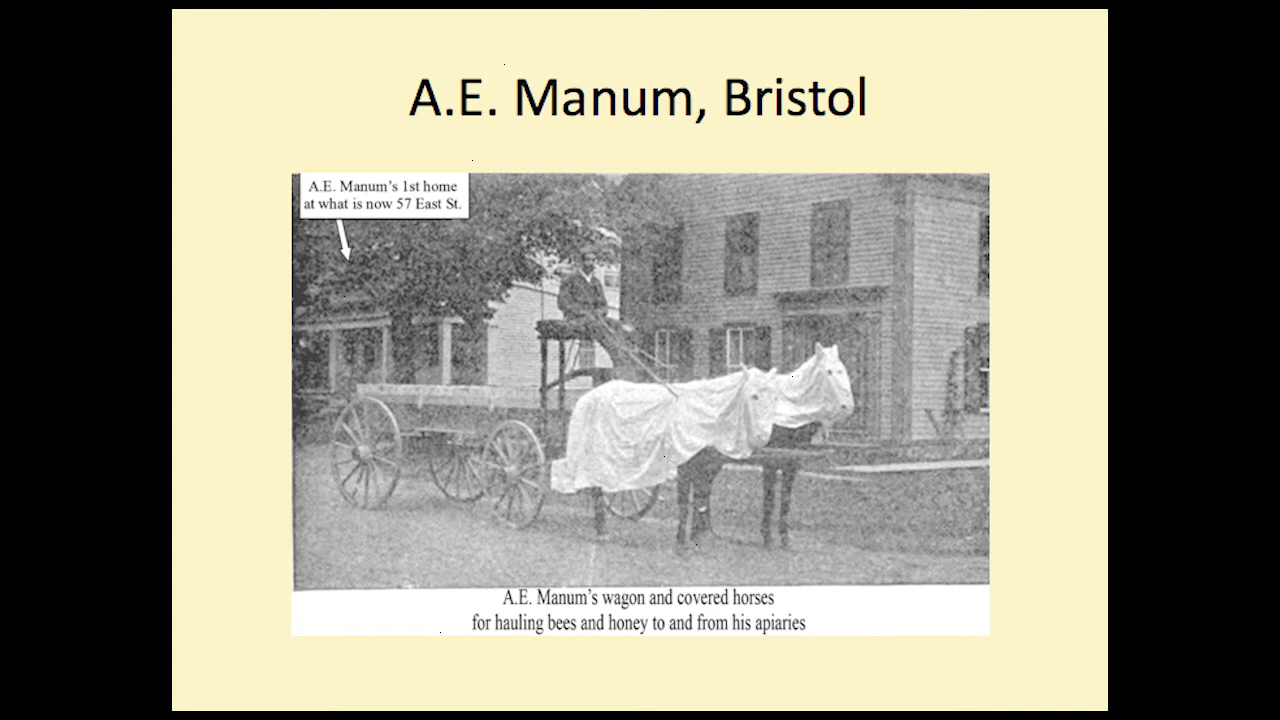 A.E. Manum, Bristol
A.E. Manum's 1st home
at what is now 57 East St.
A.E. Manum's wagon and covered horses
for hauling bees and honey to and from his apiaries